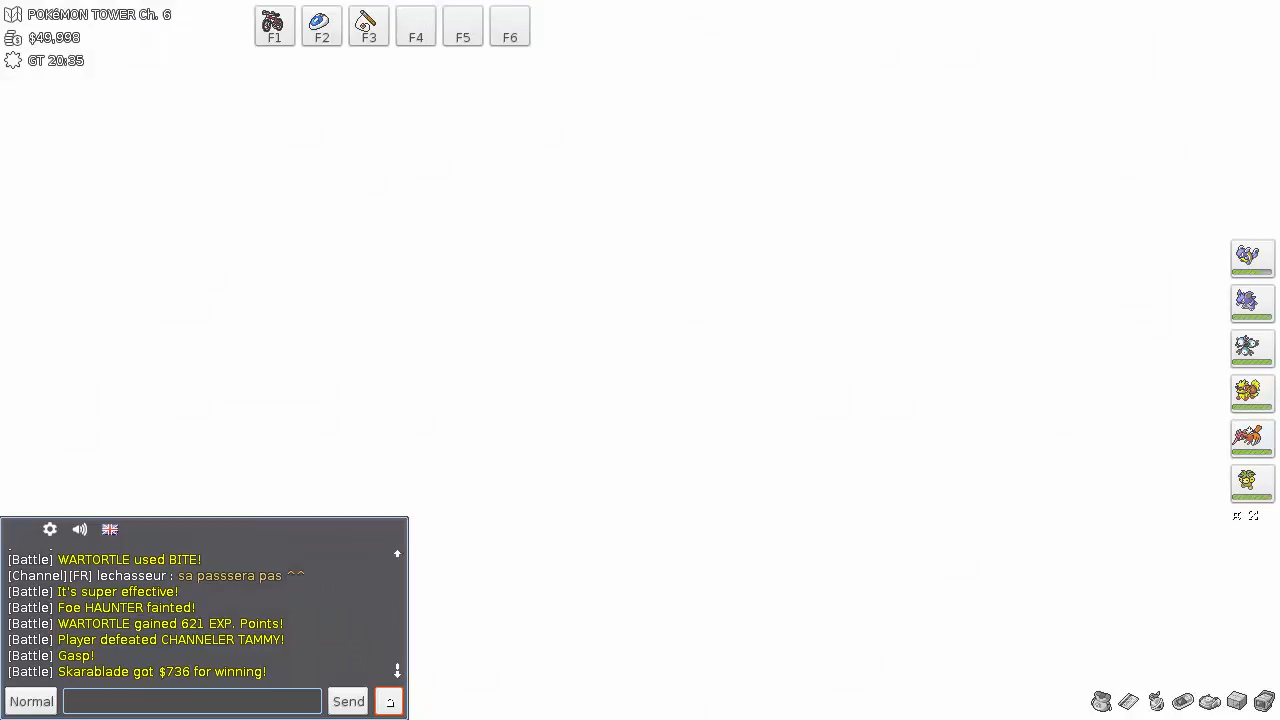 POKéMON TOWER Ch. 6
$49,998
GT 20:35
F1 F2 F3 F4 F5 F6
[Battle] WARTORTLE used BITE!
[Channel][FR] lechasseur : sa passsera pas ^^
[Battle] It's super effective!
[Battle] Foe HAUNTER fainted!
[Battle] WARTORTLE gained 621 EXP. Points!
[Battle] Player defeated CHANNELER TAMMY!
[Battle] Gasp!
[Battle] Skarablade got $736 for winning!
Normal Send